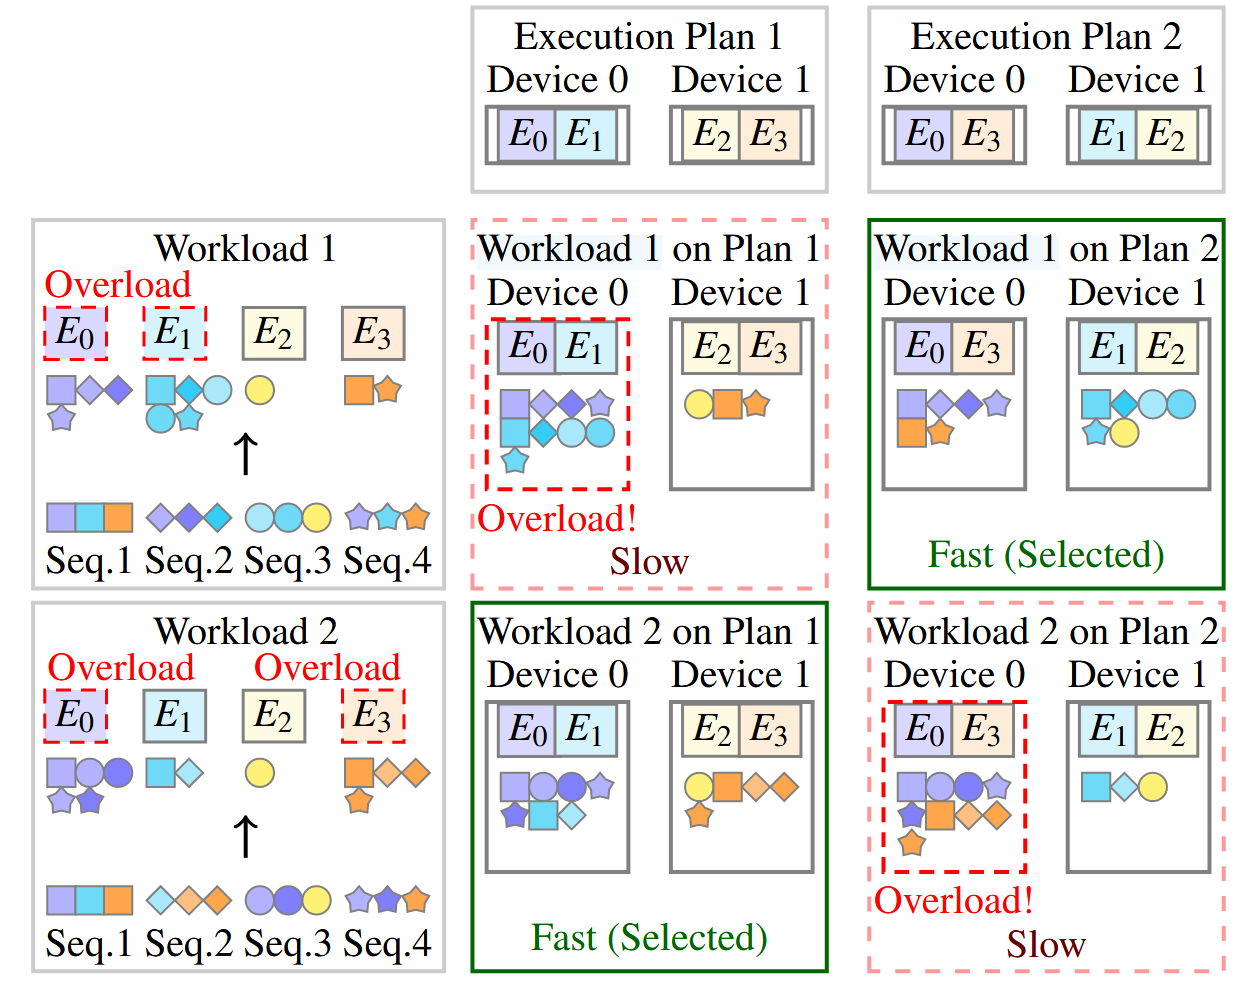 Execution Plan 1
Device 0 Device 1
E0 E1 E2 E3
Execution Plan 2
Device 0 Device 1
E0 E3 E1 E2
Workload 1
Overload
E0 E1 E2 E3
Seq.1 Seq.2 Seq.3 Seq.4
Workload 1 on Plan 1
Device 0 Device 1
E0 E1 E2 E3
Overload!
Slow
Workload 1 on Plan 2
Device 0 Device 1
E0 E3 E1 E2
Fast (Selected)
Workload 2
Overload Overload
E0 E1 E2 E3
Seq.1 Seq.2 Seq.3 Seq.4
Workload 2 on Plan 1
Device 0 Device 1
E0 E1 E2 E3
Fast (Selected)
Workload 2 on Plan 2
Device 0 Device 1
E0 E3 E1 E2
Overload!
Slow